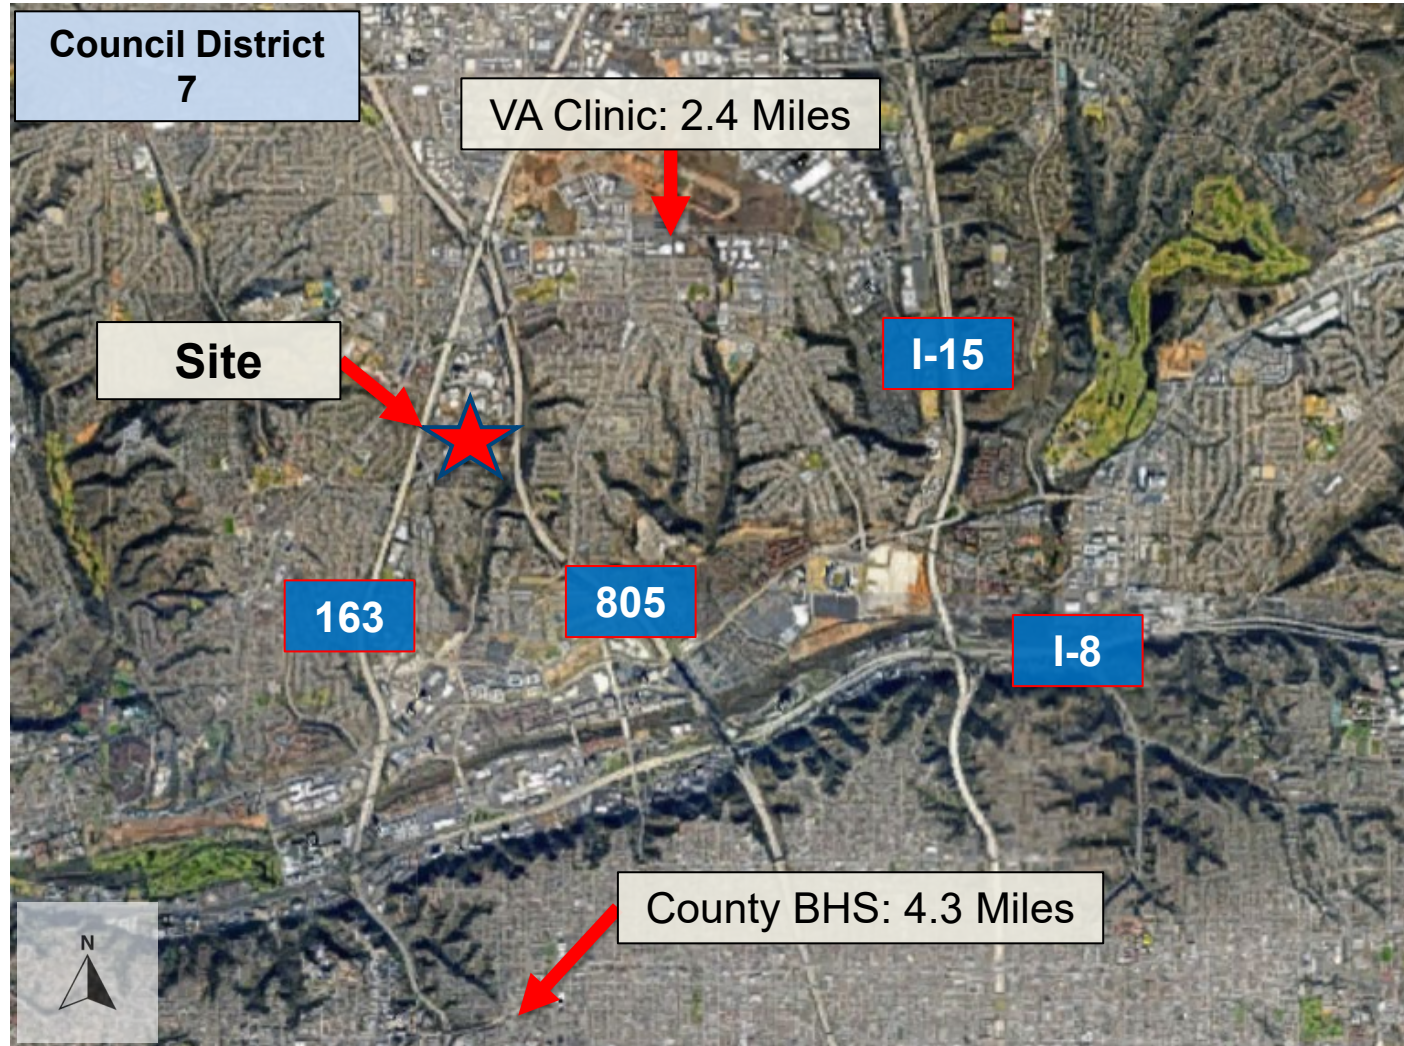 Council District
7
VA Clinic: 2.4 Miles
I-15
Site
163
805
I-8
County BHS: 4.3 Miles
N